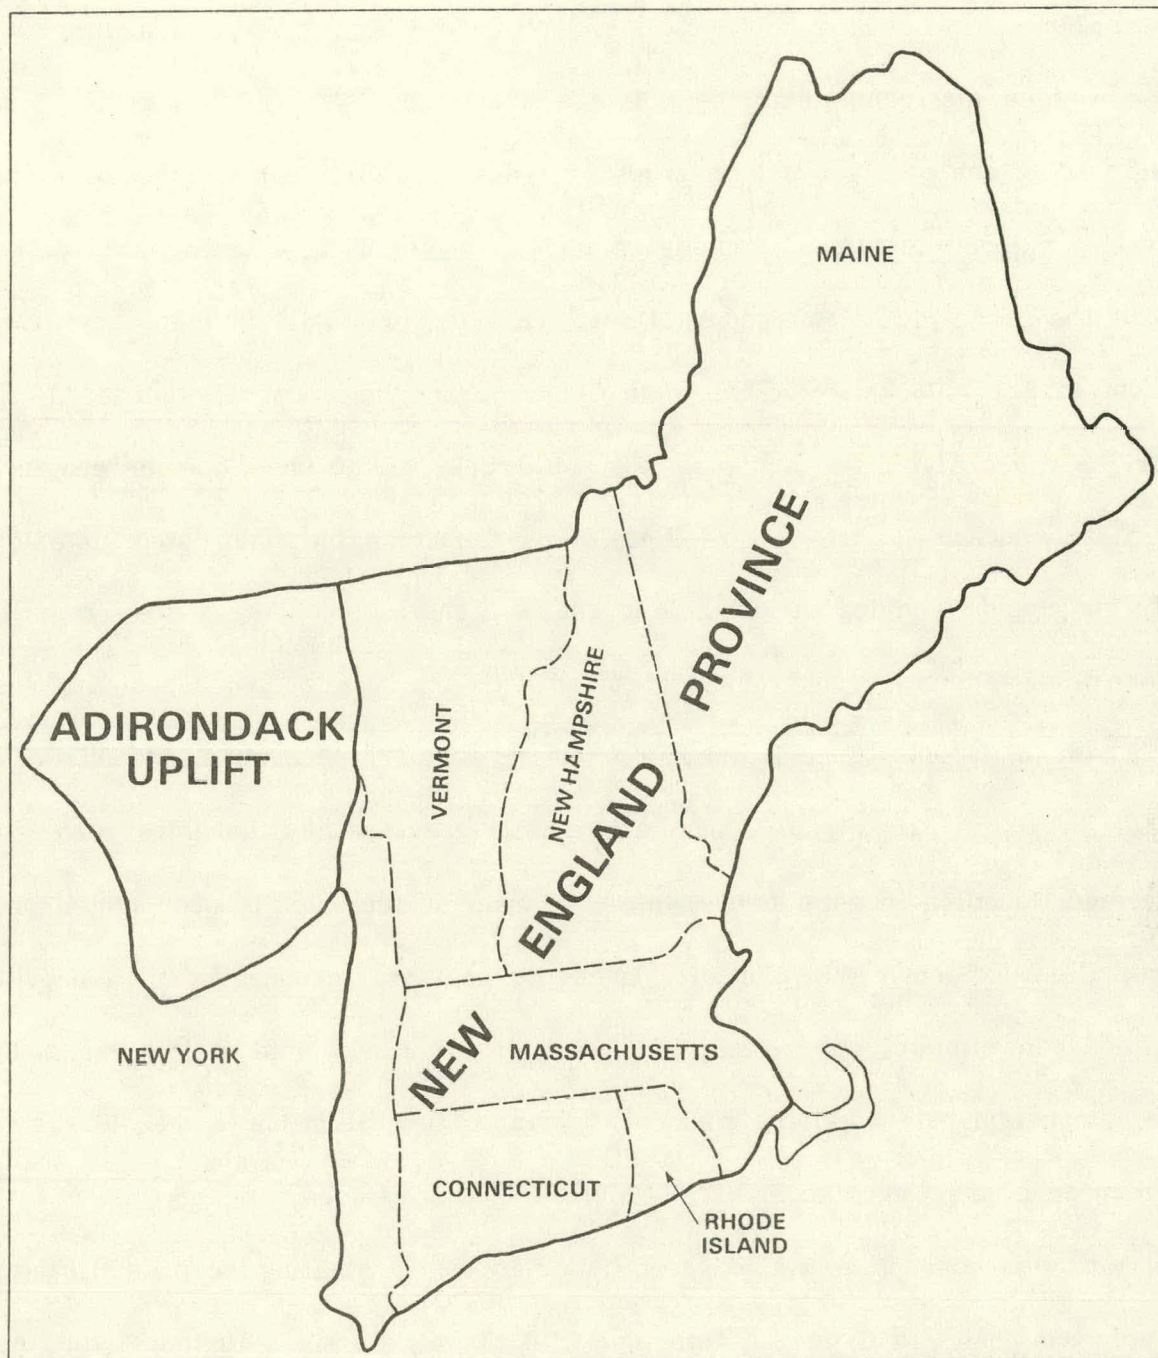 MAINE
NEW ENGLAND PROVINCE
ADIRONDACK
UPLIFT
VERMONT
NEW HAMPSHIRE
NEW YORK
MASSACHUSETTS
CONNECTICUT
RHODE
ISLAND